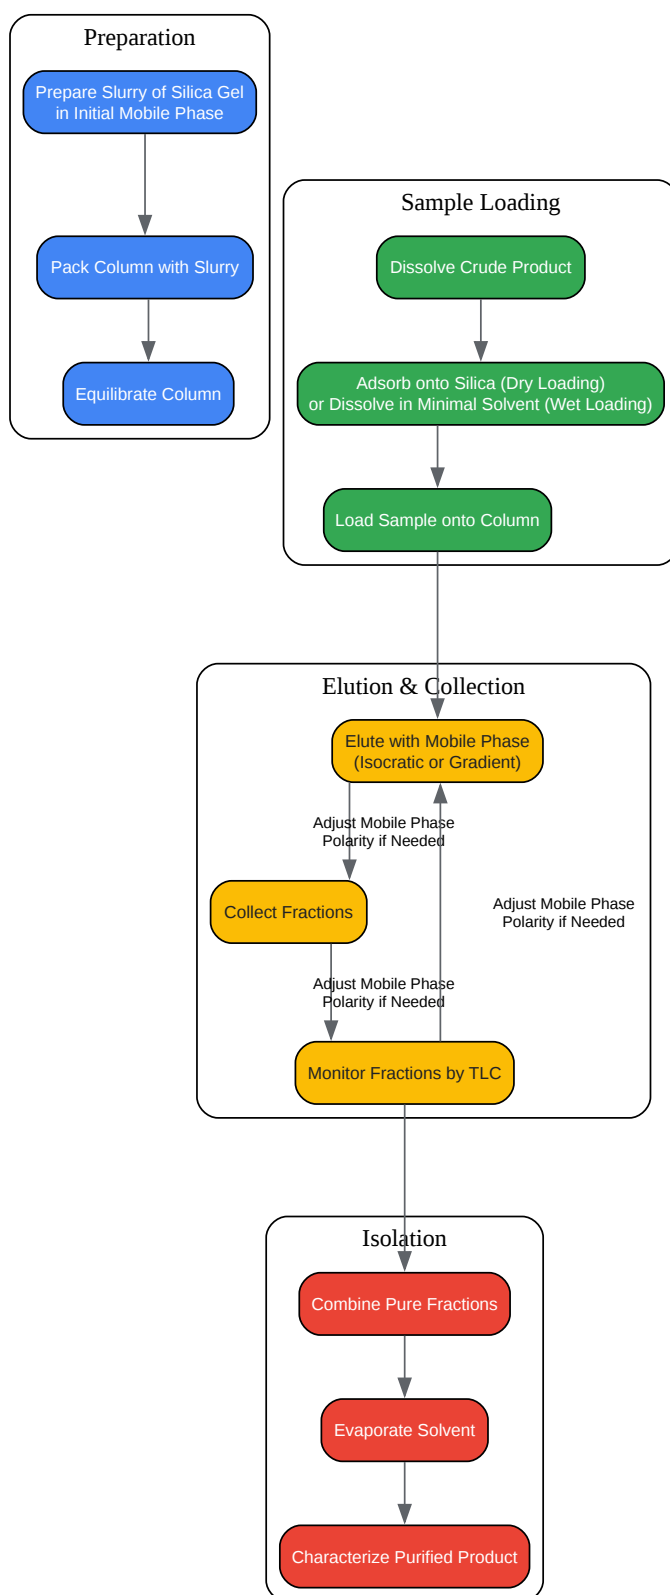 Preparation
Prepare Slurry of Silica Gel
in Initial Mobile Phase
Pack Column with Slurry
Equilibrate Column
Sample Loading
Dissolve Crude Product
Adsorb onto Silica (Dry Loading)
or Dissolve in Minimal Solvent (Wet Loading)
Load Sample onto Column
Elution & Collection
Elute with Mobile Phase
(Isocratic or Gradient)
Adjust Mobile Phase
Polarity if Needed
Collect Fractions
Adjust Mobile Phase
Polarity if Needed
Adjust Mobile Phase
Polarity if Needed
Monitor Fractions by TLC
Isolation
Combine Pure Fractions
Evaporate Solvent
Characterize Purified Product